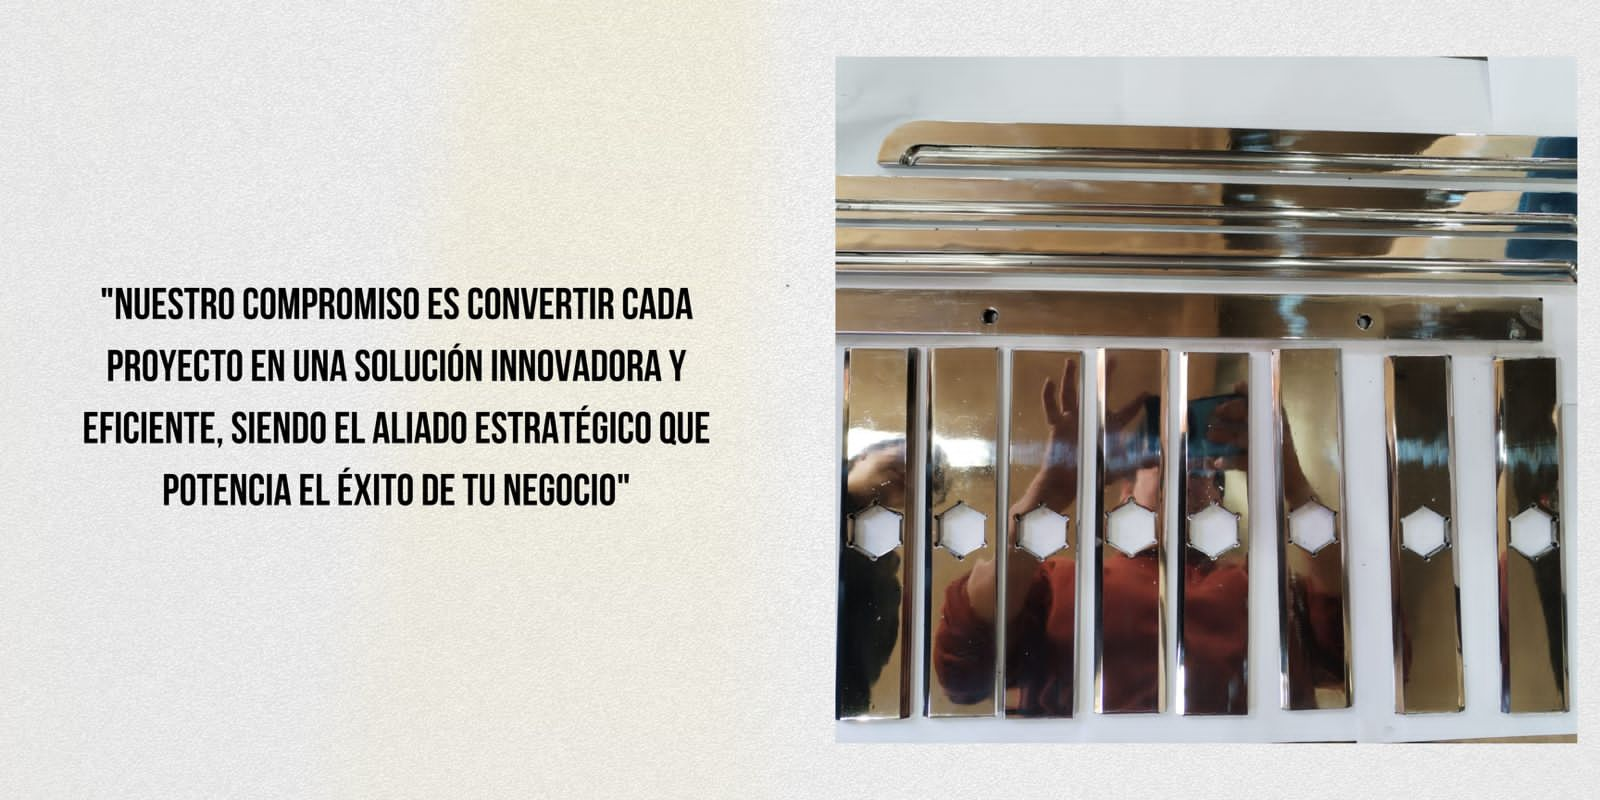 "NUESTRO COMPROMISO ES CONVERTIR CADA
PROYECTO EN UNA SOLUCIÓN INNOVADORA Y
EFICIENTE, SIENDO EL ALIADO ESTRATÉGICO QUE
POTENCIA EL ÉXITO DE TU NEGOCIO"